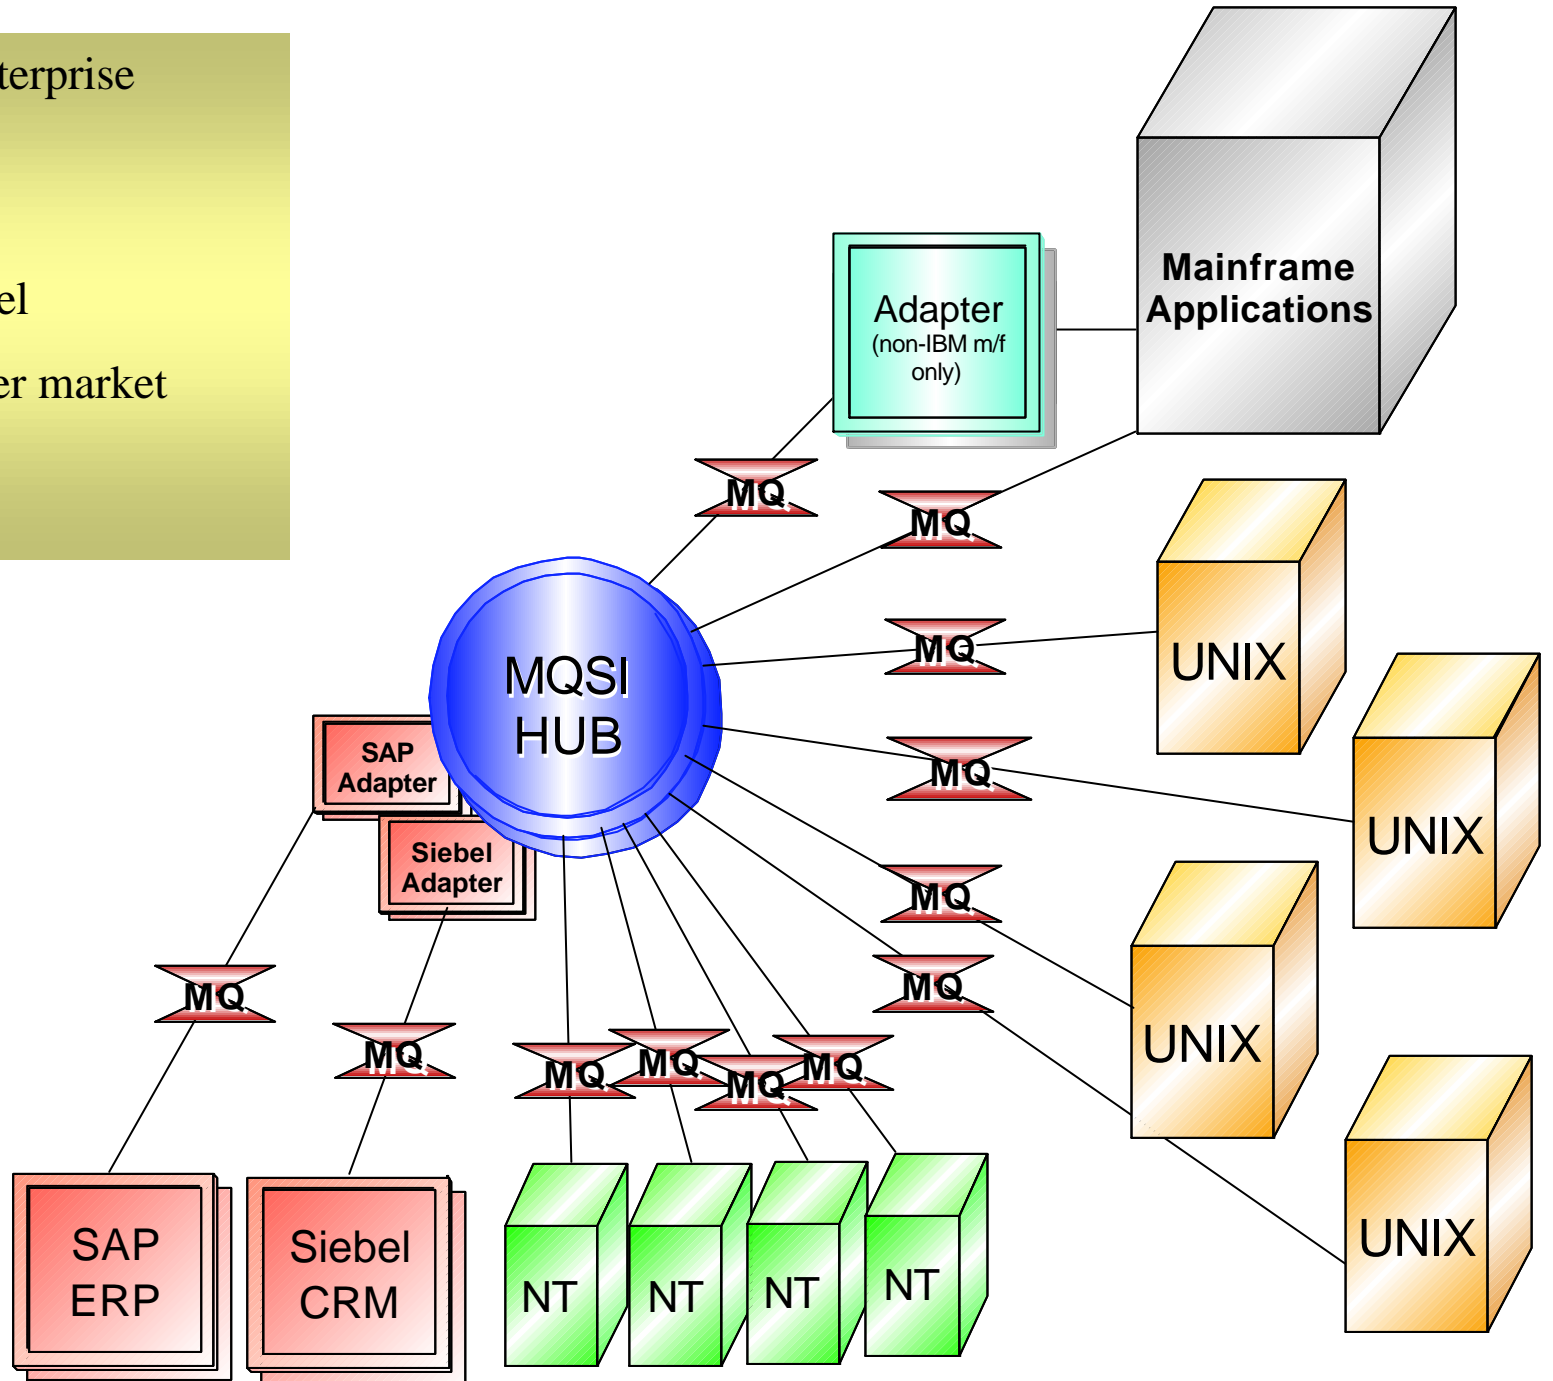 terprise
el
er market
Mainframe
Applications
Adapter
(non-IBM m/f
only)
MQ
MQ
MQ
UNIX
MQSI
HUB
SAP
Adapter
MQ
UNIX
Siebel
Adapter
MQ
MQ
MQ
UNIX
MQ
MQ
MQ
MQ
MQ
SAP
ERP
Siebel
CRM
NT
NT
NT
NT
UNIX